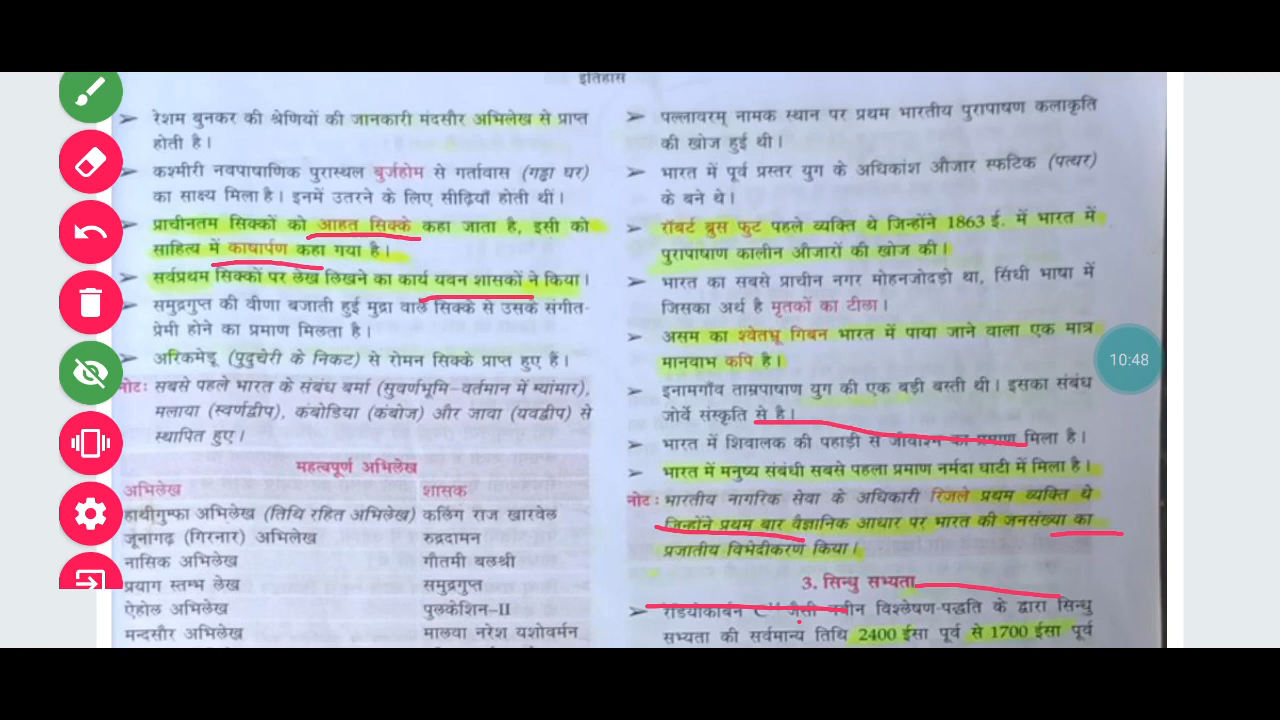 इतिहास
➢ रेशम बुनकर की श्रेणियों की जानकारी मंदसौर अभिलेख से प्राप्त
होती है।
➢ कश्मीरी नवपाषाणिक पुरास्थल बुर्जहोम से गर्तावास (गड्ढा घर)
का साक्ष्य मिला है। इनमें उतरने के लिए सीढ़ियाँ होती थीं।
➢ प्राचीनतम सिक्कों को आहत सिक्के कहा जाता है, इसी को
साहित्य में काषार्पण कहा गया है।
➢ सर्वप्रथम सिक्कों पर लेख लिखने का कार्य यवन शासकों ने किया।
➢ समुद्रगुप्त की वीणा बजाती हुई मुद्रा वाले सिक्के से उसके संगीत-
प्रेमी होने का प्रमाण मिलता है।
➢ अरिकमेडू (पुदुचेरी के निकट) से रोमन सिक्के प्राप्त हुए हैं।
नोट: सबसे पहले भारत के संबंध बर्मा (सुवर्णभूमि–वर्तमान में म्यांमार),
मलाया (स्वर्णद्वीप), कंबोडिया (कंबोज) और जावा (यवद्वीप) से
स्थापित हुए।
महत्वपूर्ण अभिलेख
अभिलेख शासक
हाथीगुम्फा अभिलेख (तिथि रहित अभिलेख) कलिंग राज खारवेल
जूनागढ़ (गिरनार) अभिलेख रुद्रदामन
नासिक अभिलेख गौतमी बलश्री
प्रयाग स्तम्भ लेख समुद्रगुप्त
ऐहोल अभिलेख पुलकेशिन–II
मन्दसौर अभिलेख मालवा नरेश यशोवर्मन
➢ पल्लावरम् नामक स्थान पर प्रथम भारतीय पुरापाषाण कलाकृति
की खोज हुई थी।
➢ भारत में पूर्व प्रस्तर युग के अधिकांश औजार स्फटिक (पत्थर)
के बने थे।
➢ रॉबर्ट ब्रुस फुट पहले व्यक्ति थे जिन्होंने 1863 ई. में भारत में
पुरापाषाण कालीन औजारों की खोज की।
➢ भारत का सबसे प्राचीन नगर मोहनजोदड़ो था, सिंधी भाषा में
जिसका अर्थ है मृतकों का टीला।
➢ असम का श्वेतभ्रू गिबन भारत में पाया जाने वाला एक मात्र
मानवाभ कपि है।
➢ इनामगाँव ताम्रपाषाण युग की एक बड़ी बस्ती थी। इसका संबंध
जोर्वे संस्कृति से है।
➢ भारत में शिवालक की पहाड़ी से जीवाश्म का प्रमाण मिला है।
➢ भारत में मनुष्य संबंधी सबसे पहला प्रमाण नर्मदा घाटी में मिला है।
नोट : भारतीय नागरिक सेवा के अधिकारी रिजले प्रथम व्यक्ति थे
जिन्होंने प्रथम बार वैज्ञानिक आधार पर भारत की जनसंख्या का
प्रजातीय विभेदीकरण किया।
3. सिन्धु सभ्यता
➢ रेडियोकार्बन C¹⁴ जैसी नवीन विश्लेषण-पद्धति के द्वारा सिन्धु
सभ्यता की सर्वमान्य तिथि 2400 ईसा पूर्व से 1700 ईसा पूर्व
10:48